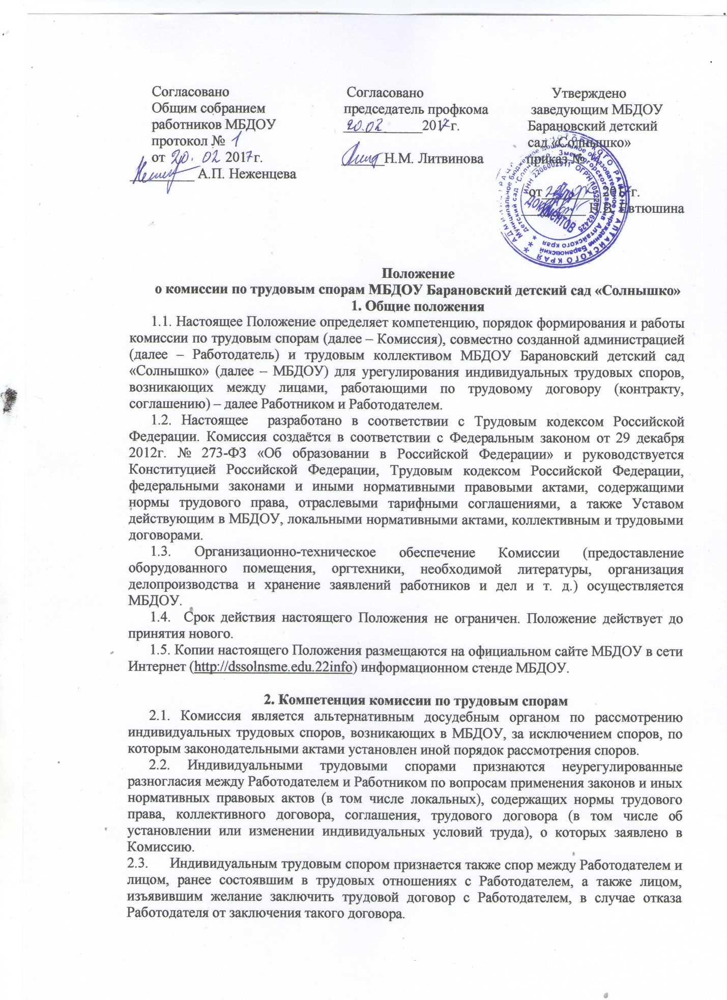 Согласовано
Общим собранием
работников МБДОУ
протокол № 1
от 20.02 2017г.
А.П. Неженцева
Согласовано
председатель профкома
20.02 2017г.
Н.М. Литвинова
Утверждено
заведующим МБДОУ
Барановский детский
сад «Солнышко»
приказ №
от 2017г.
Н.В. Евтюшина
ИНН 2206002911
ДЛЯ
ДОКУМЕНТОВ
Положение
о комиссии по трудовым спорам МБДОУ Барановский детский сад «Солнышко»
1. Общие положения
1.1. Настоящее Положение определяет компетенцию, порядок формирования и работы
комиссии по трудовым спорам (далее – Комиссия), совместно созданной администрацией
(далее – Работодатель) и трудовым коллективом МБДОУ Барановский детский сад
«Солнышко» (далее – МБДОУ) для урегулирования индивидуальных трудовых споров,
возникающих между лицами, работающими по трудовому договору (контракту,
соглашению) – далее Работником и Работодателем.
1.2. Настоящее разработано в соответствии с Трудовым кодексом Российской
Федерации. Комиссия создаётся в соответствии с Федеральным законом от 29 декабря
2012г. № 273-ФЗ «Об образовании в Российской Федерации» и руководствуется
Конституцией Российской Федерации, Трудовым кодексом Российской Федерации,
федеральными законами и иными нормативными правовыми актами, содержащими
нормы трудового права, отраслевыми тарифными соглашениями, а также Уставом
действующим в МБДОУ, локальными нормативными актами, коллективным и трудовыми
договорами.
1.3. Организационно-техническое обеспечение Комиссии (предоставление
оборудованного помещения, оргтехники, необходимой литературы, организация
делопроизводства и хранение заявлений работников и дел и т. д.) осуществляется
МБДОУ.
1.4. Срок действия настоящего Положения не ограничен. Положение действует до
принятия нового.
1.5. Копии настоящего Положения размещаются на официальном сайте МБДОУ в сети
Интернет (http://dssolnsme.edu.22info) информационном стенде МБДОУ.
2. Компетенция комиссии по трудовым спорам
2.1. Комиссия является альтернативным досудебным органом по рассмотрению
индивидуальных трудовых споров, возникающих в МБДОУ, за исключением споров, по
которым законодательными актами установлен иной порядок рассмотрения споров.
2.2. Индивидуальными трудовыми спорами признаются неурегулированные
разногласия между Работодателем и Работником по вопросам применения законов и иных
нормативных правовых актов (в том числе локальных), содержащих нормы трудового
права, коллективного договора, соглашения, трудового договора (в том числе об
установлении или изменении индивидуальных условий труда), о которых заявлено в
Комиссию.
2.3. Индивидуальным трудовым спором признается также спор между Работодателем и
лицом, ранее состоявшим в трудовых отношениях с Работодателем, а также лицом,
изъявившим желание заключить трудовой договор с Работодателем, в случае отказа
Работодателя от заключения такого договора.